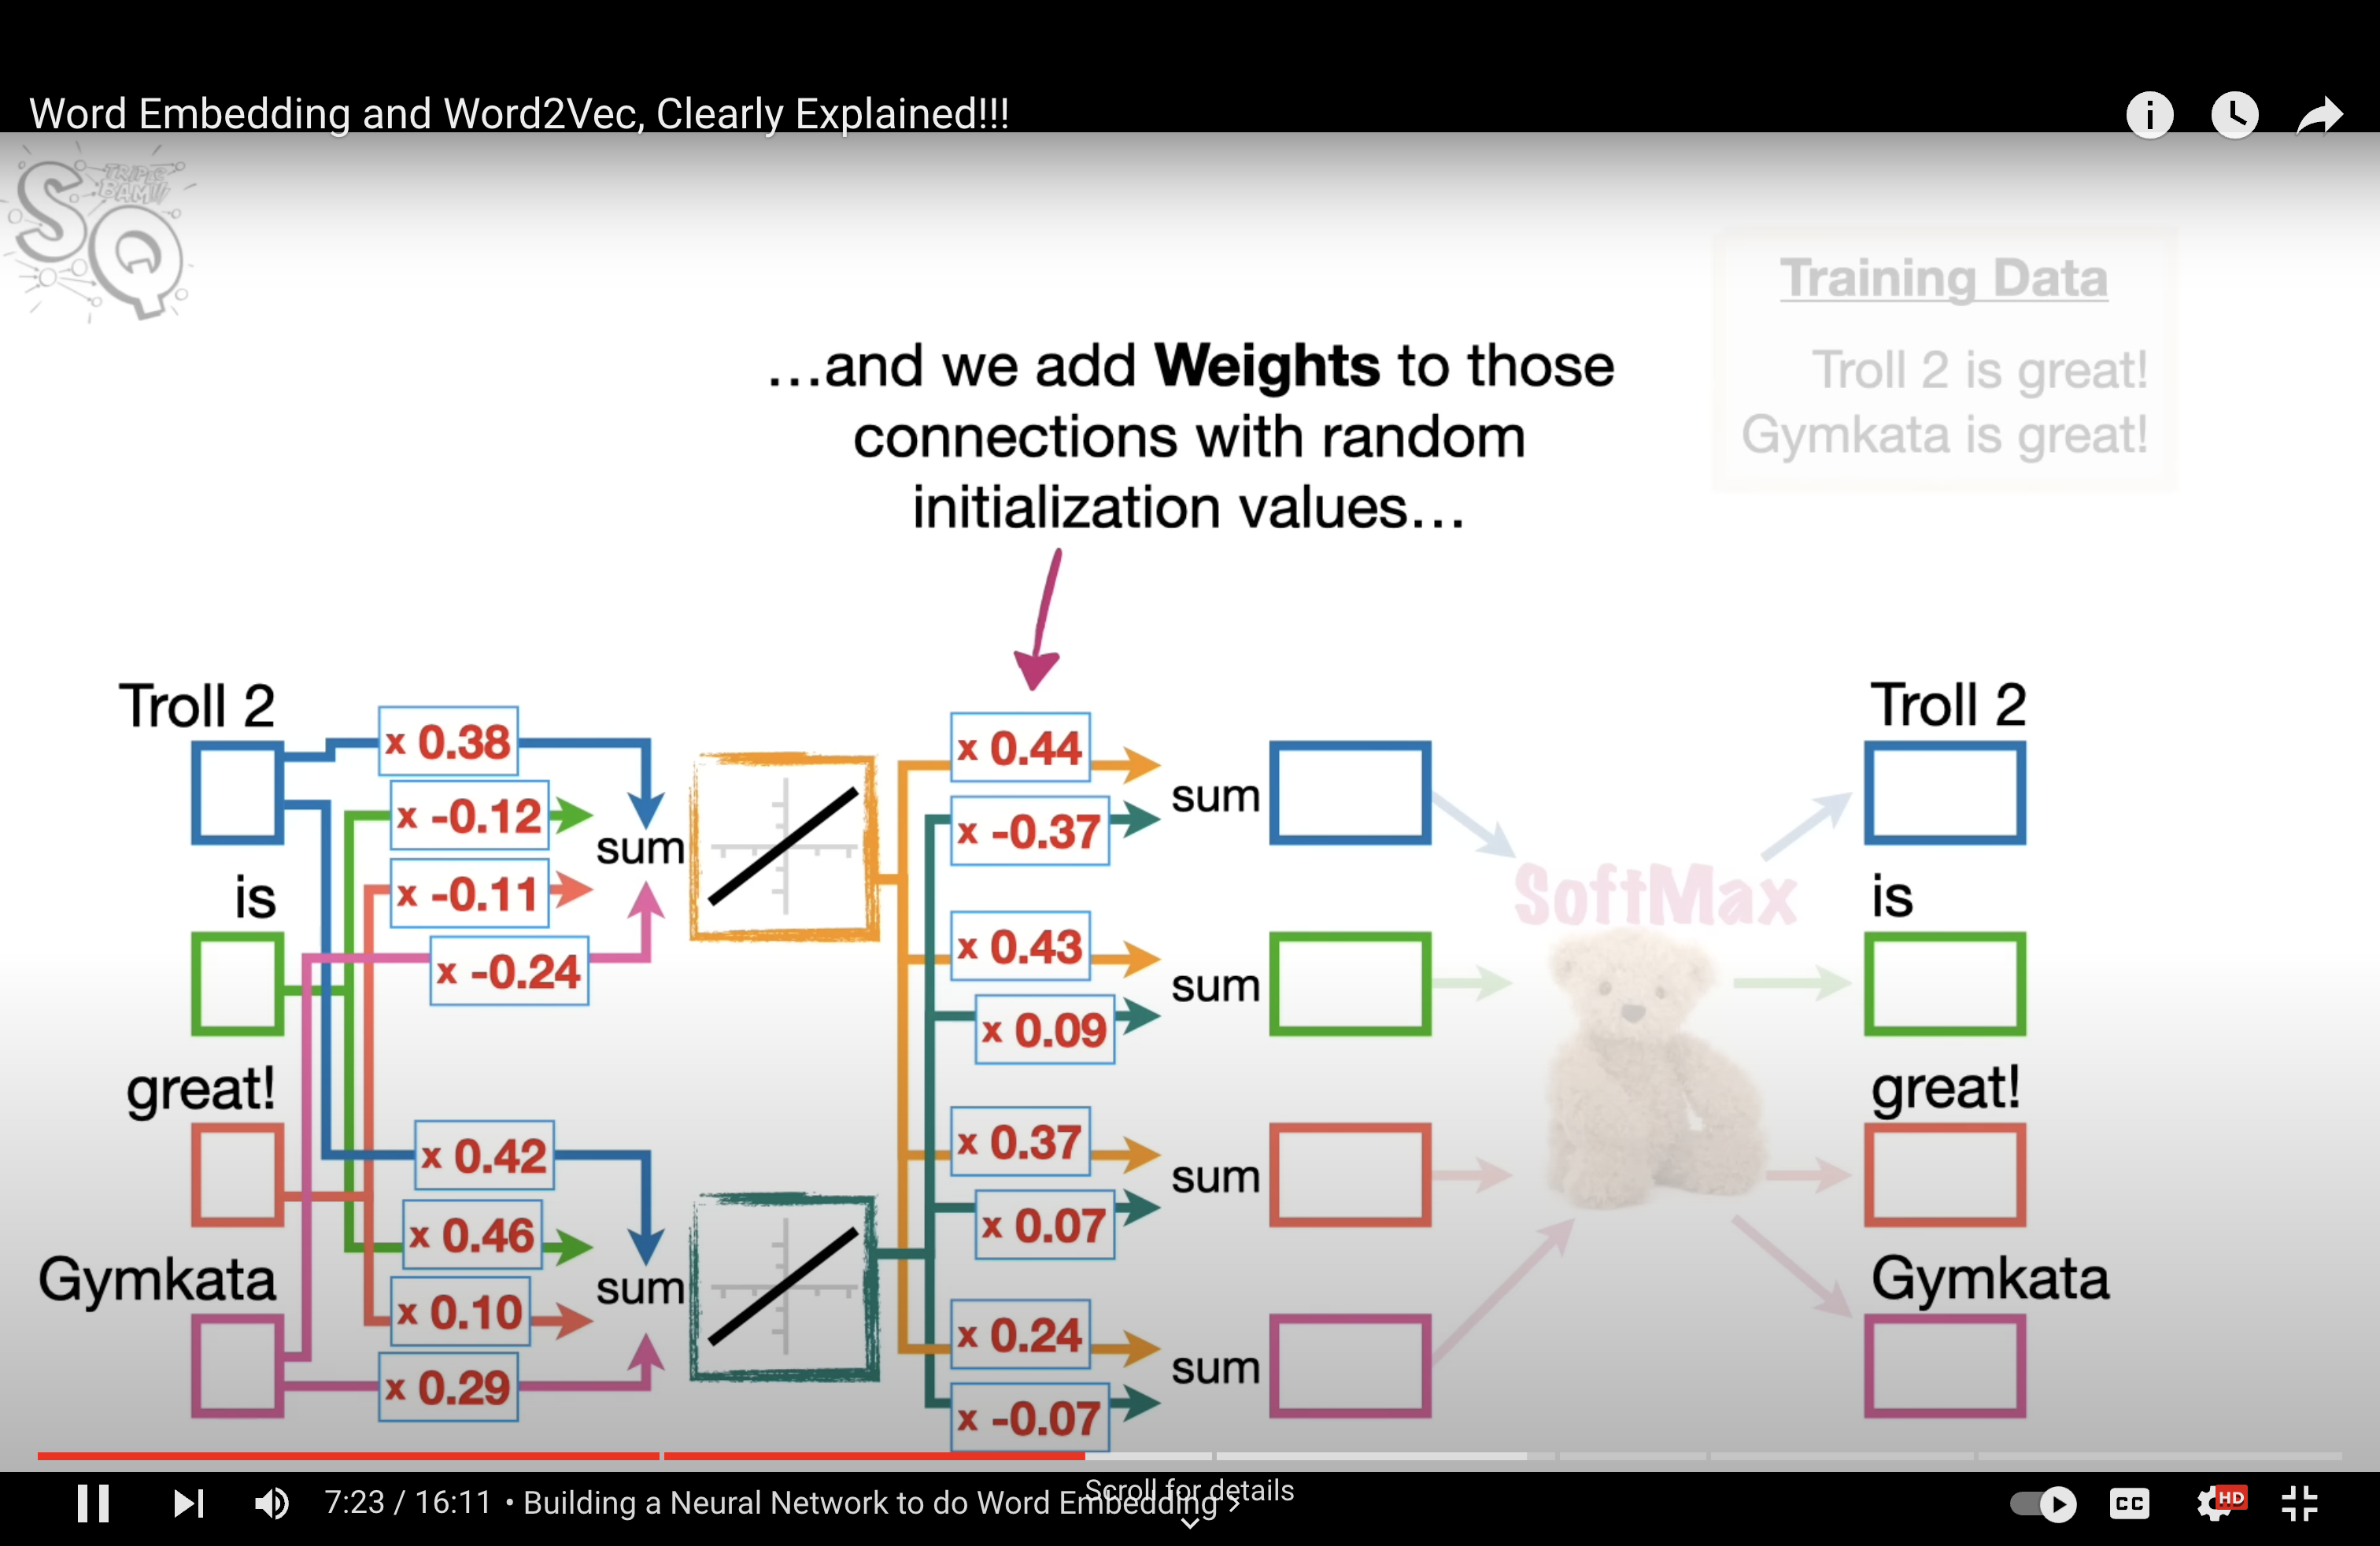 Word Embedding and Word2Vec, Clearly Explained!!!
SQ
TRIPLE
BAM!!!
Training Data
Troll 2 is great!
Gymkata is great!
...and we add Weights to those
connections with random
initialization values...
Troll 2
is
great!
Gymkata
x 0.38
x -0.12
x -0.11
x -0.24
sum
x 0.42
x 0.46
x 0.10
x 0.29
sum
x 0.44
x -0.37
sum
x 0.43
x 0.09
sum
x 0.37
x 0.07
sum
x 0.24
x -0.07
sum
SoftMax
Troll 2
is
great!
Gymkata
7:23 / 16:11 • Building a Neural Network to do Word Embedding >
Scroll for details
CC
HD